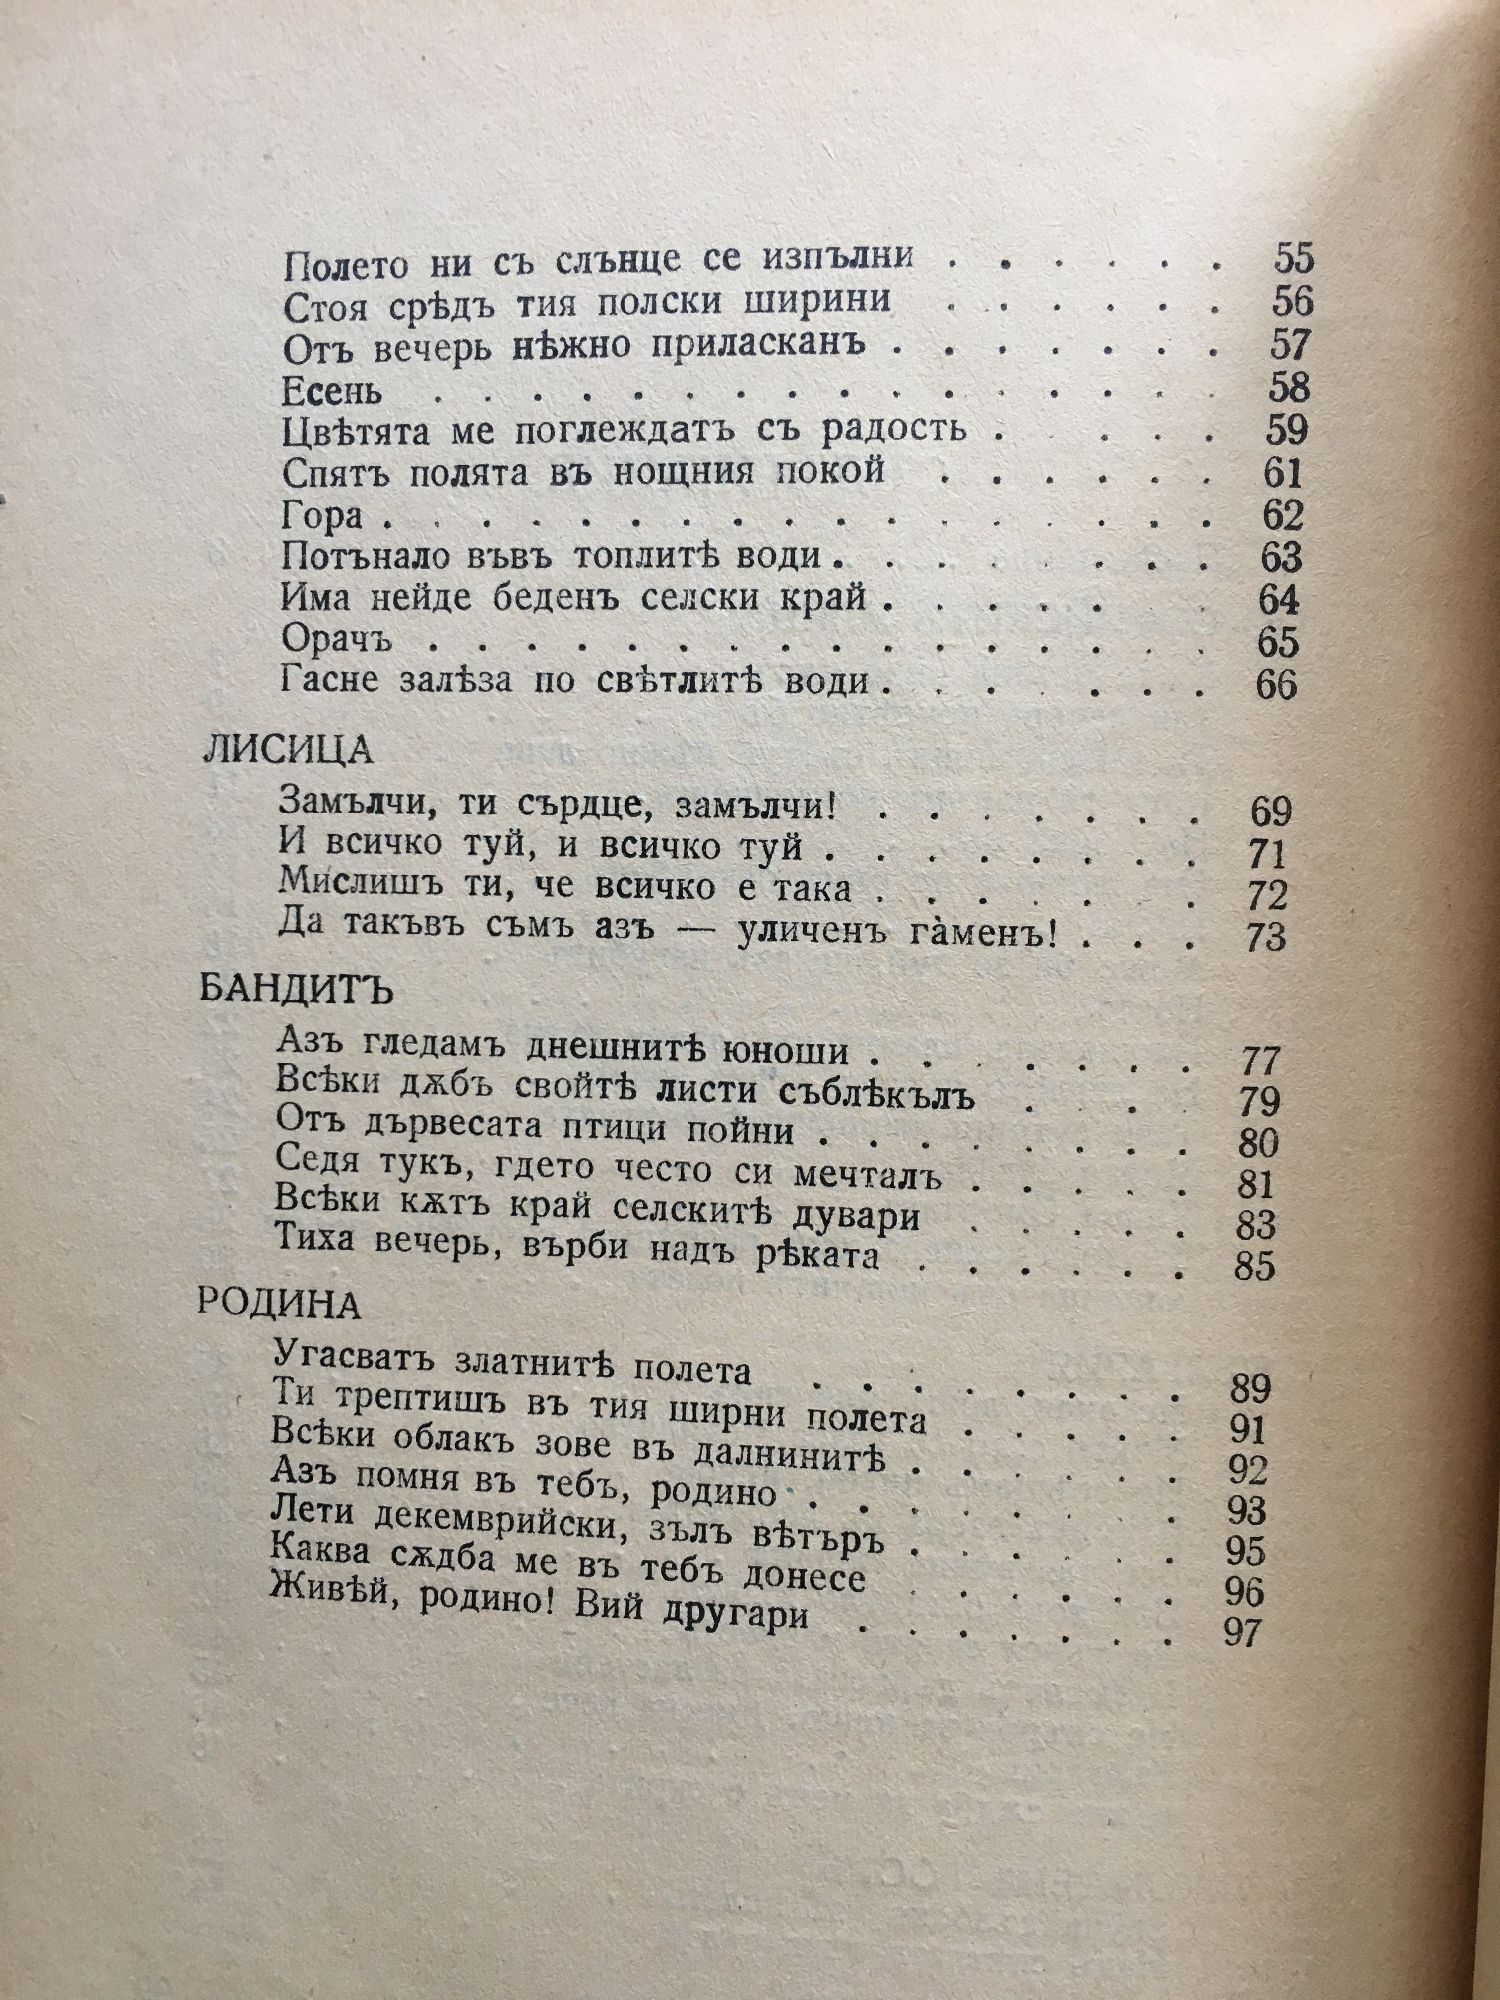 Полето ни съ слънце се изпълни . . . . . . 55
Стоя срѣдъ тия полски ширини . . . . . . 56
Отъ вечерь нѣжно приласканъ . . . . . . . 57
Есень . . . . . . . . . . . . . . . . 58
Цвѣтята ме поглеждатъ съ радость . . . . . 59
Спятъ полята въ нощния покой . . . . . . 61
Гора . . . . . . . . . . . . . . . . . 62
Потънало въвъ топлитѣ води . . . . . . . . 63
Има нейде беденъ селски край . . . . . . . 64
Орачъ . . . . . . . . . . . . . . . . 65
Гасне залѣза по свѣтлитѣ води . . . . . . 66
ЛИСИЦА
Замълчи, ти сърдце, замълчи! . . . . . . . 69
И всичко туй, и всичко туй . . . . . . . . 71
Мислишъ ти, че всичко е така . . . . . . 72
Да такъвъ съмъ азъ — уличенъ га̀менъ! . . . 73
БАНДИТЪ
Азъ гледамъ днешнитѣ юноши . . . . . . . 77
Всѣки дѫбъ свойтѣ листи съблѣкълъ . . . . 79
Отъ дървесата птици пойни . . . . . . . . 80
Седя тукъ, гдето често си мечталъ . . . . . 81
Всѣки кѫтъ край селскитѣ дувари . . . . . 83
Тиха вечерь, върби надъ рѣката . . . . . . 85
РОДИНА
Угасватъ златнитѣ полета . . . . . . . . 89
Ти трептишъ въ тия ширни полета . . . . . 91
Всѣки облакъ зове въ далнинитѣ . . . . . . 92
Азъ помня въ тебъ, родино . . . . . . . . 93
Лети декемврийски, зълъ вѣтъръ . . . . . . 95
Каква сѫдба ме въ тебъ донесе . . . . . . 96
Живѣй, родино! Вий другари . . . . . . . 97